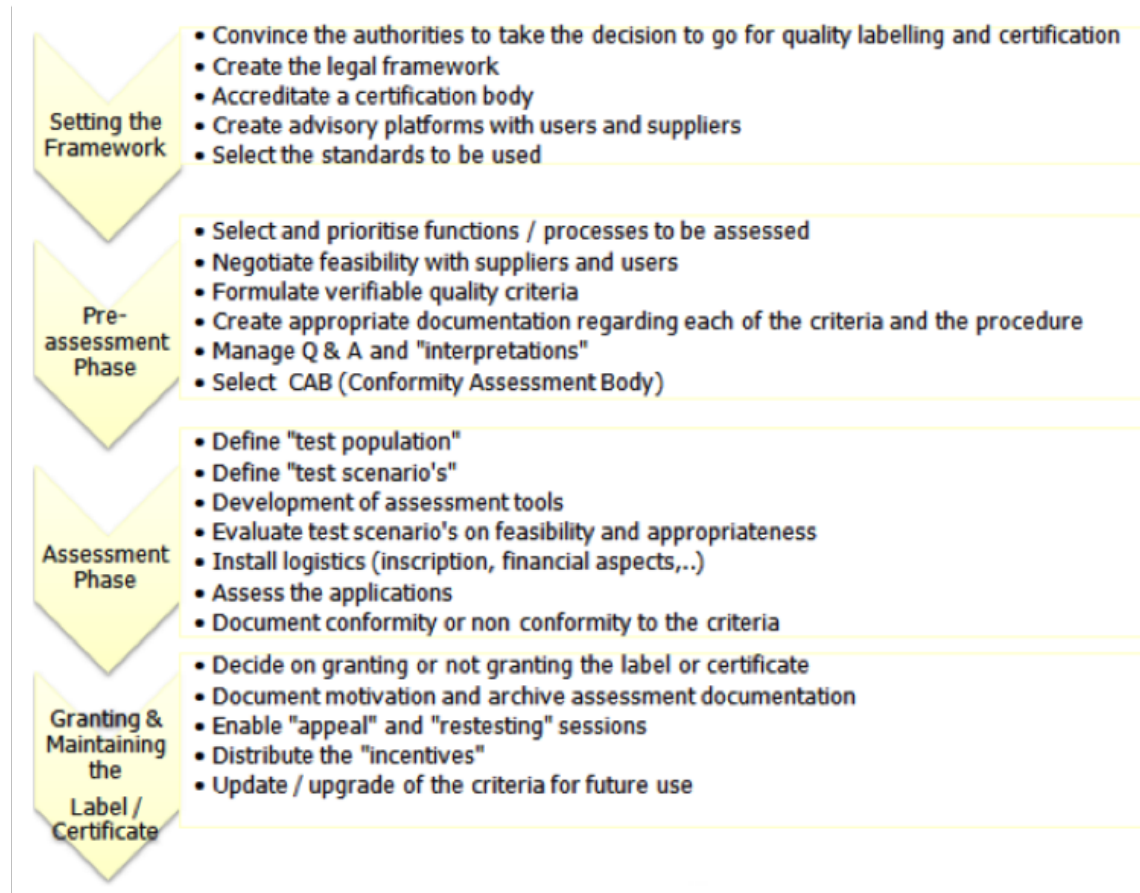 Setting the
Framework
• Convince the authorities to take the decision to go for quality labelling and certification
• Create the legal framework
• Accreditate a certification body
• Create advisory platforms with users and suppliers
• Select the standards to be used
Pre-
assessment
Phase
• Select and prioritise functions / processes to be assessed
• Negotiate feasibility with suppliers and users
• Formulate verifiable quality criteria
• Create appropriate documentation regarding each of the criteria and the procedure
• Manage Q & A and "interpretations"
• Select CAB (Conformity Assessment Body)
Assessment
Phase
• Define "test population"
• Define "test scenario's"
• Development of assessment tools
• Evaluate test scenario's on feasibility and appropriateness
• Install logistics (inscription, financial aspects,..)
• Assess the applications
• Document conformity or non conformity to the criteria
Granting &
Maintaining
the
Label /
Certificate
• Decide on granting or not granting the label or certificate
• Document motivation and archive assessment documentation
• Enable "appeal" and "restesting" sessions
• Distribute the "incentives"
• Update / upgrade of the criteria for future use